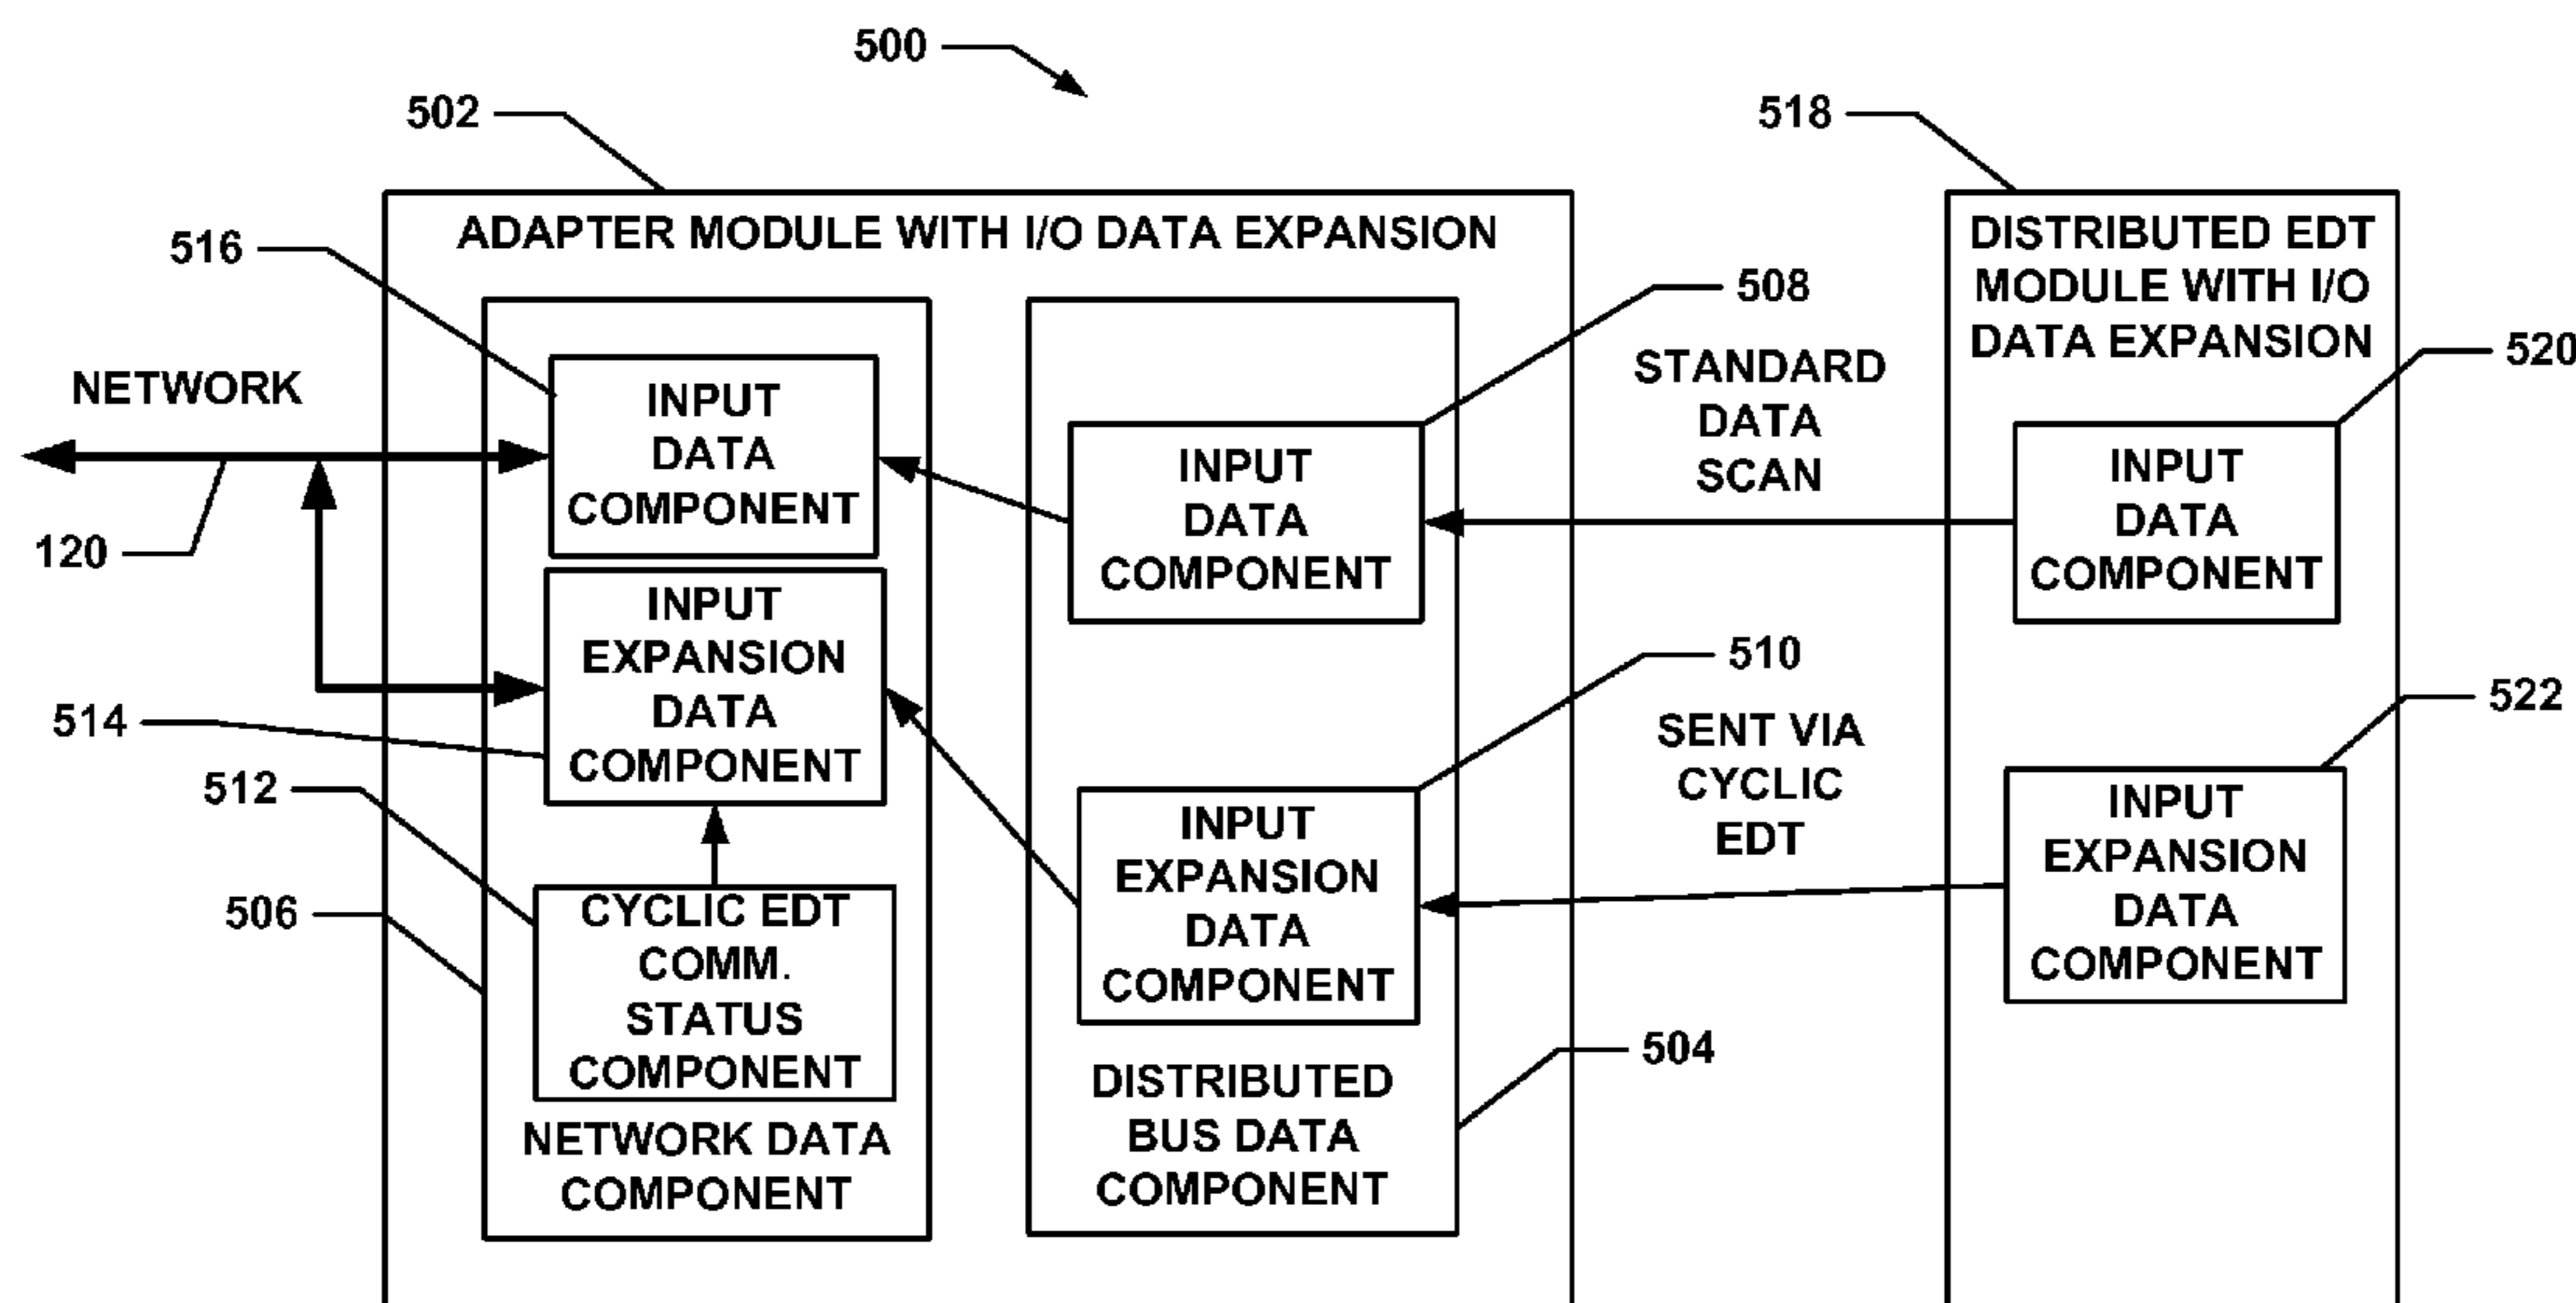 500
502
518
ADAPTER MODULE WITH I/O DATA EXPANSION
DISTRIBUTED EDT
MODULE WITH I/O
DATA EXPANSION
516
508
520
NETWORK
120
INPUT
DATA
COMPONENT
INPUT
DATA
COMPONENT
STANDARD
DATA
SCAN
INPUT
DATA
COMPONENT
INPUT
EXPANSION
DATA
COMPONENT
514
510
522
SENT VIA
CYCLIC
EDT
512
506
CYCLIC EDT
COMM.
STATUS
COMPONENT
INPUT
EXPANSION
DATA
COMPONENT
INPUT
EXPANSION
DATA
COMPONENT
504
NETWORK DATA
COMPONENT
DISTRIBUTED
BUS DATA
COMPONENT